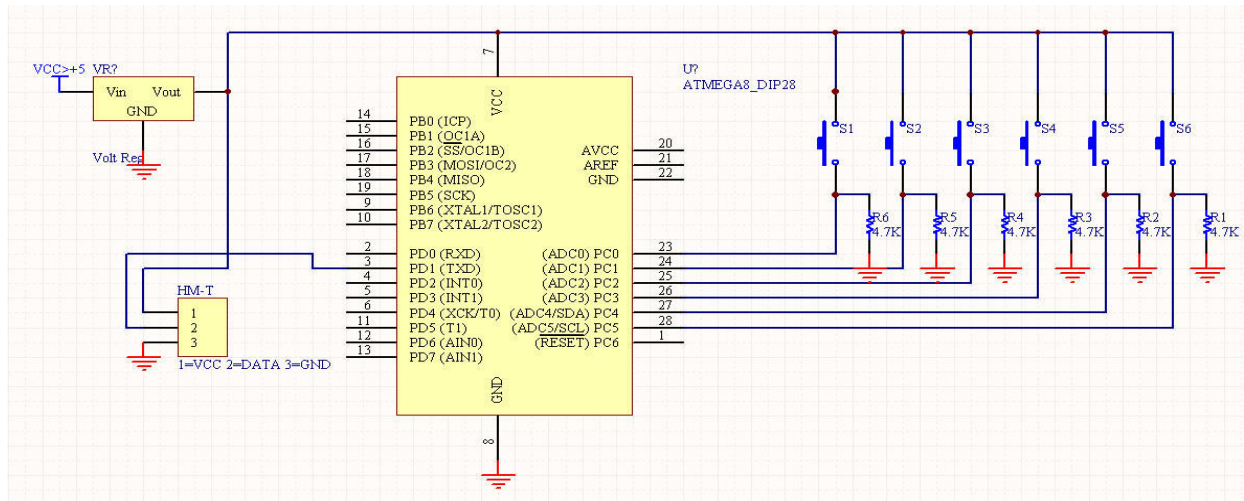 VCC>+5 VR?
Vin Vout
GND
Volt Reg
7
VCC
U?
ATMEGA8_DIP28
14 PB0 (ICP)
15 PB1 (OC1A)
16 PB2 (SS/OC1B)
17 PB3 (MOSI/OC2)
18 PB4 (MISO)
19 PB5 (SCK)
9 PB6 (XTAL1/TOSC1)
10 PB7 (XTAL2/TOSC2)
2 PD0 (RXD)
3 PD1 (TXD)
4 PD2 (INT0)
5 PD3 (INT1)
6 PD4 (XCK/T0)
11 PD5 (T1)
12 PD6 (AIN0)
13 PD7 (AIN1)
AVCC 20
AREF 21
GND 22
(ADC0) PC0 23
(ADC1) PC1 24
(ADC2) PC2 25
(ADC3) PC3 26
(ADC4/SDA) PC4 27
(ADC5/SCL) PC5 28
(RESET) PC6 1
GND
8
HM-T
1
2
3
1=VCC 2=DATA 3=GND
S1 S2 S3 S4 S5 S6
R6 R5 R4 R3 R2 R1
4.7K 4.7K 4.7K 4.7K 4.7K 4.7K